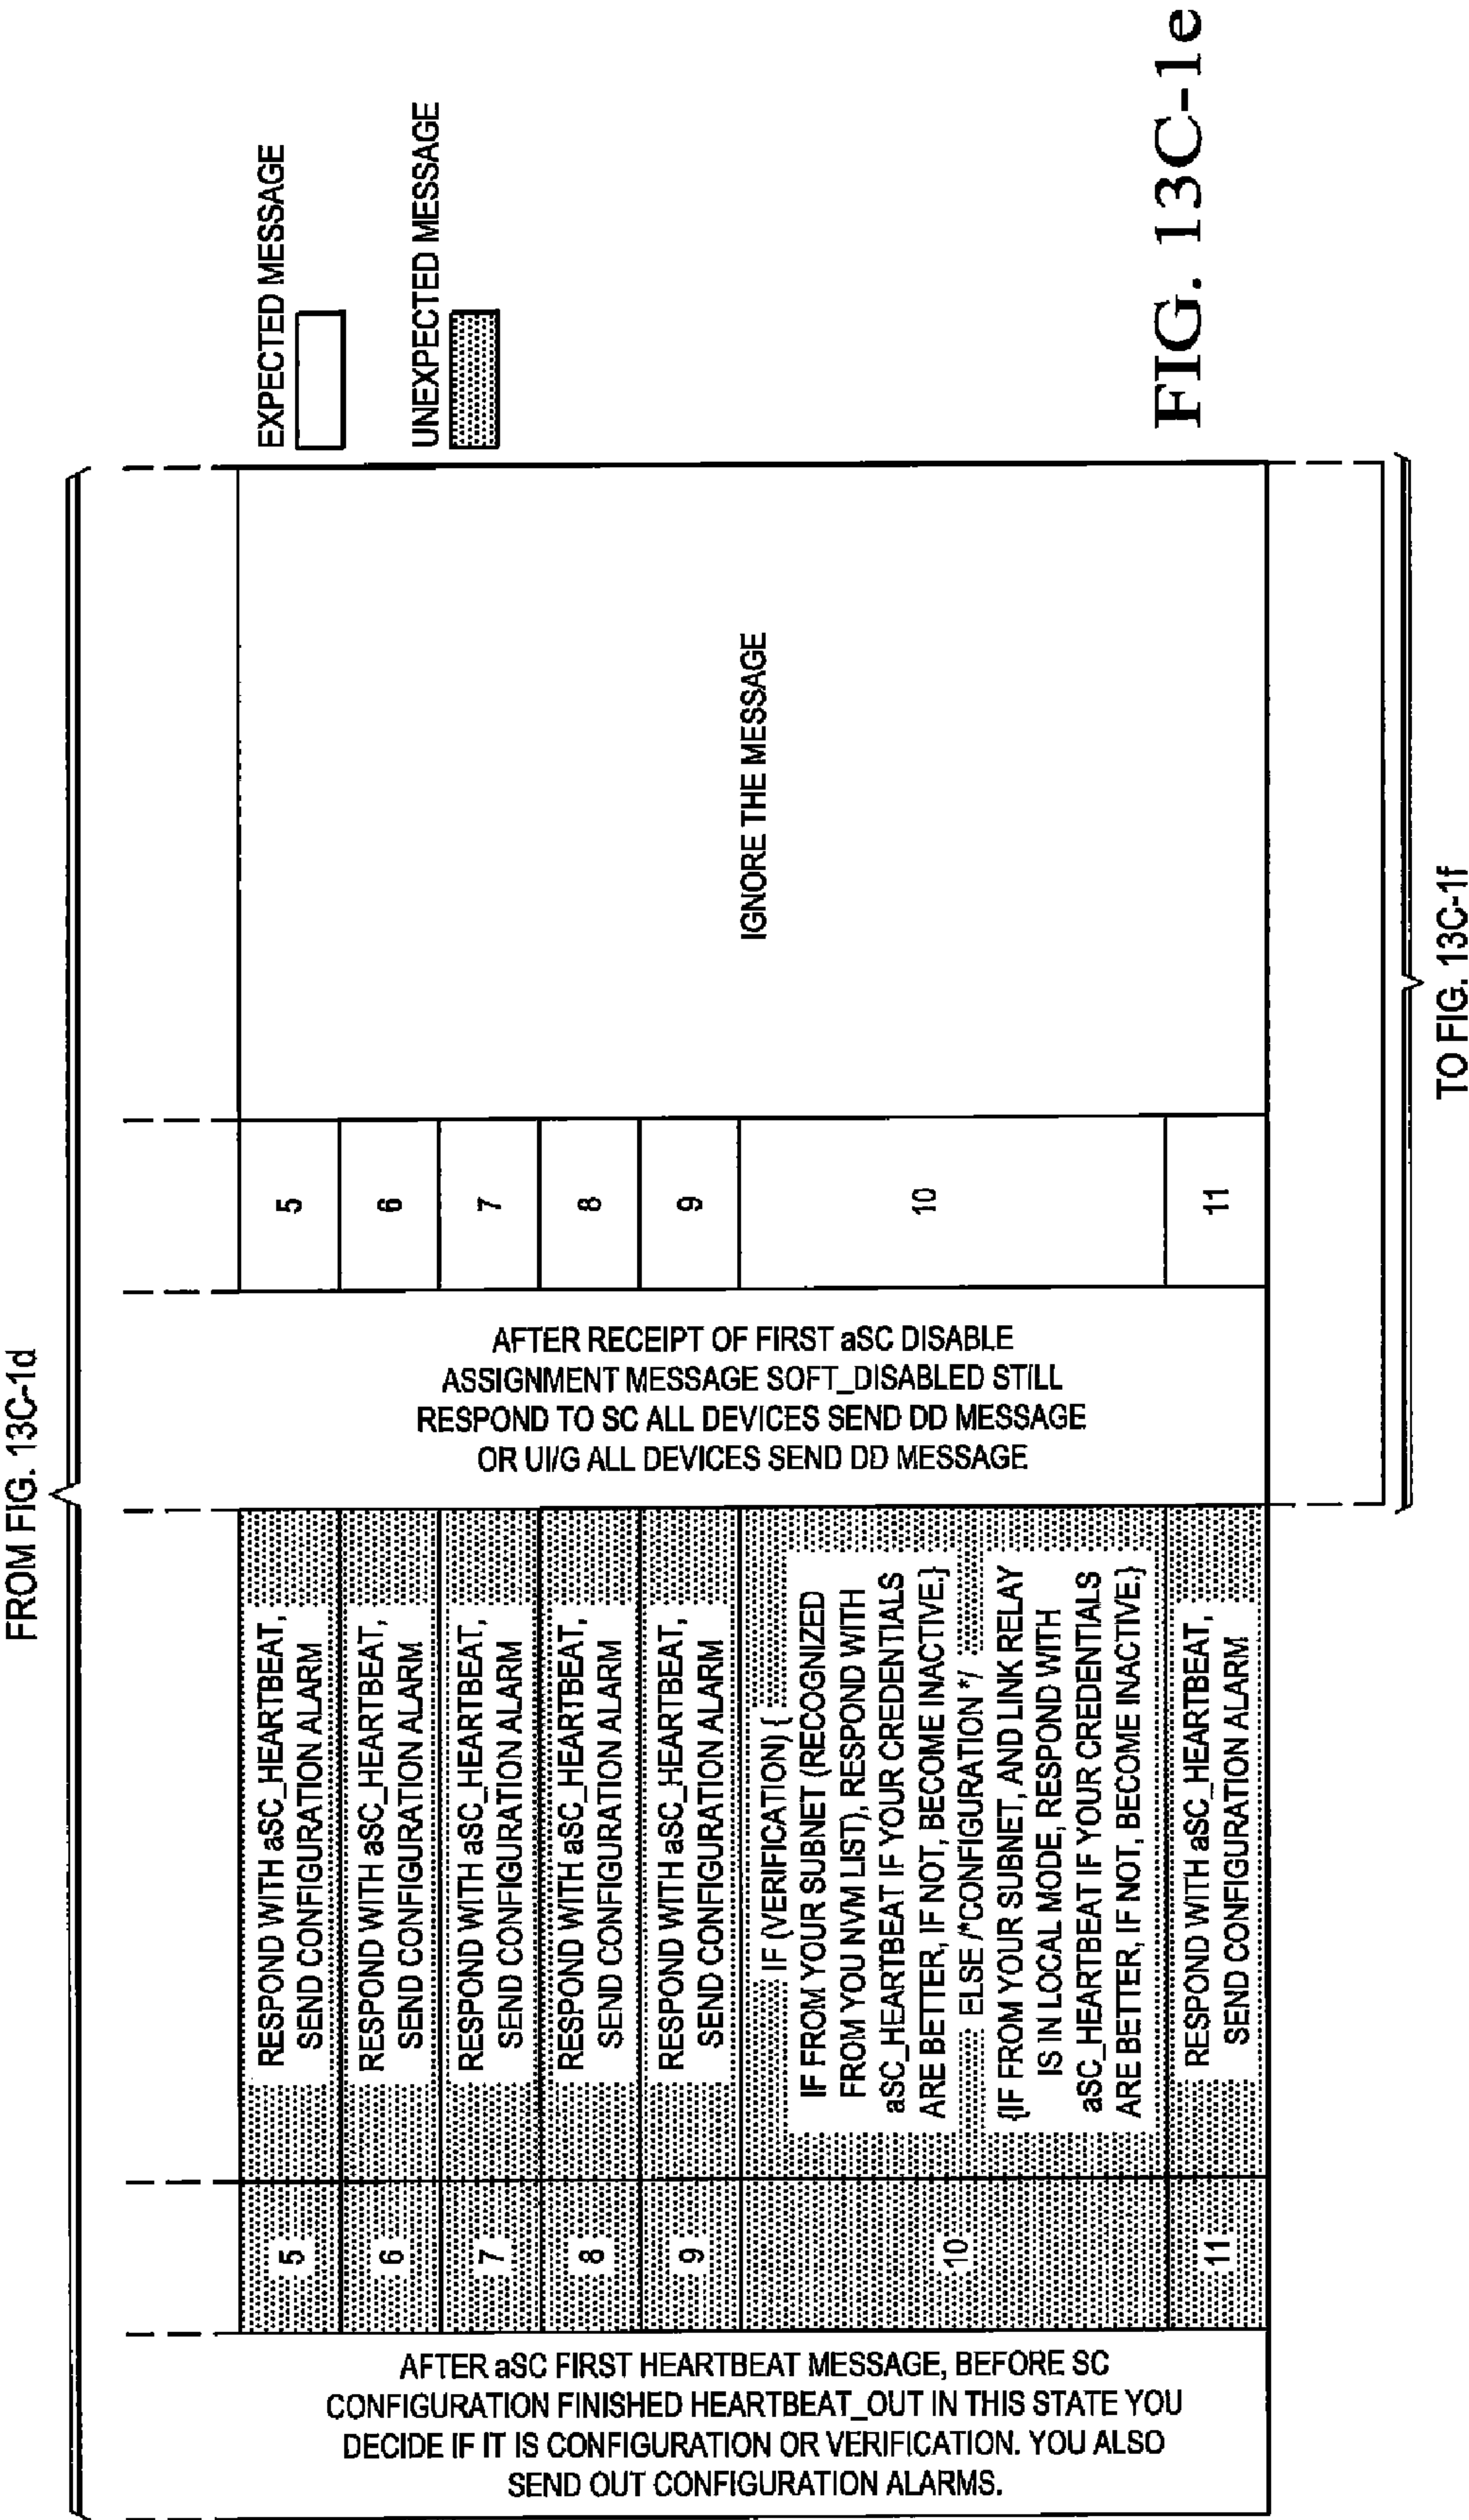 FROM FIG. 13C-1d
EXPECTED MESSAGE
UNEXPECTED MESSAGE
AFTER aSC FIRST HEARTBEAT MESSAGE, BEFORE SC
CONFIGURATION FINISHED HEARTBEAT_OUT IN THIS STATE YOU
DECIDE IF IT IS CONFIGURATION OR VERIFICATION. YOU ALSO
SEND OUT CONFIGURATION ALARMS.
5
RESPOND WITH aSC_HEARTBEAT,
SEND CONFIGURATION ALARM
6
RESPOND WITH aSC_HEARTBEAT,
SEND CONFIGURATION ALARM
7
RESPOND WITH aSC_HEARTBEAT,
SEND CONFIGURATION ALARM
8
RESPOND WITH aSC_HEARTBEAT,
SEND CONFIGURATION ALARM
9
RESPOND WITH aSC_HEARTBEAT,
SEND CONFIGURATION ALARM
10
IF (VERIFICATION) {
IF FROM YOUR SUBNET (RECOGNIZED
FROM YOU NVM LIST), RESPOND WITH
aSC_HEARTBEAT IF YOUR CREDENTIALS
ARE BETTER, IF NOT, BECOME INACTIVE.}
ELSE /*CONFIGURATION */
{IF FROM YOUR SUBNET, AND LINK RELAY
IS IN LOCAL MODE, RESPOND WITH
aSC_HEARTBEAT IF YOUR CREDENTIALS
ARE BETTER, IF NOT, BECOME INACTIVE.}
11
RESPOND WITH aSC_HEARTBEAT,
SEND CONFIGURATION ALARM
AFTER RECEIPT OF FIRST aSC DISABLE
ASSIGNMENT MESSAGE SOFT_DISABLED STILL
RESPOND TO SC ALL DEVICES SEND DD MESSAGE
OR UI/G ALL DEVICES SEND DD MESSAGE
5
6
7
8
9
10
11
IGNORE THE MESSAGE
TO FIG. 13C-1f
FIG. 13C-1e